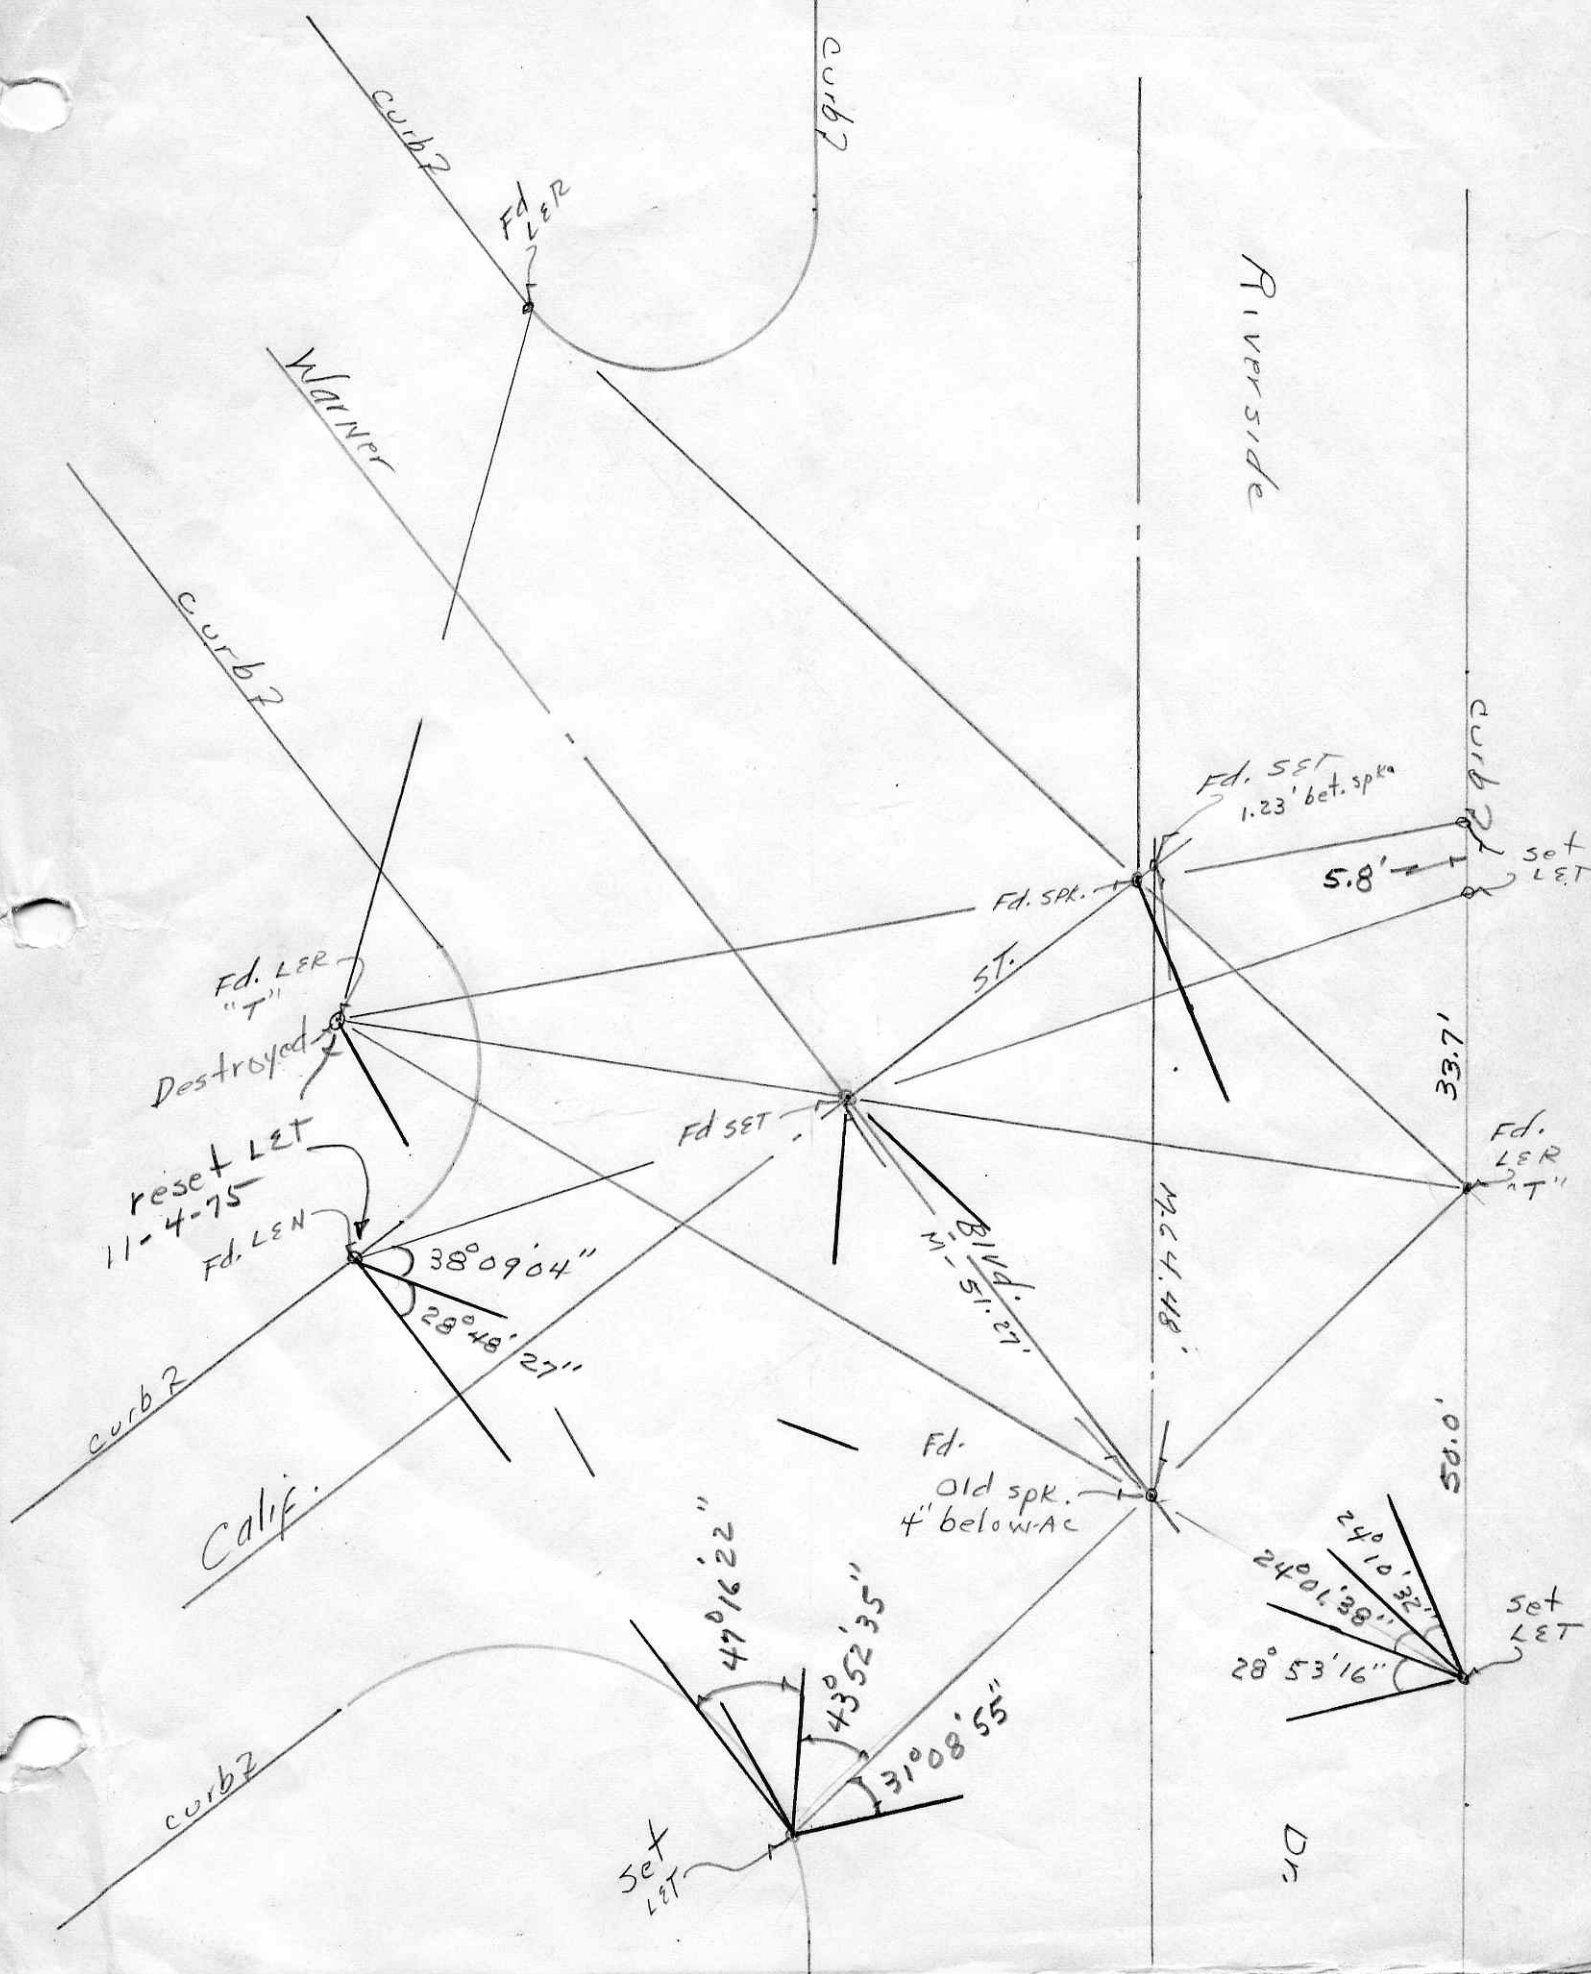 curb
curb
Fd
LER
Riverside
Warner
curb
curb
Fd. SET
1.23' bet. spks
set
LET
5.8'
Fd. SPK.
ST.
Fd. LER
"T"
Destroyed
33.7'
Fd SET
Fd.
LER
"T"
reset LET
11-4-75
Fd. LEN
38°09'04"
28°48'27"
Blvd.
M-51.27'
M-64.48'
curb
Calif.
Fd.
Old spk.
4" below AC
50.0'
24°10'32"
24°01'38"
28°53'16"
set
LET
47°16'22"
43°52'35"
31°08'55"
curb
set
LET
Dr.